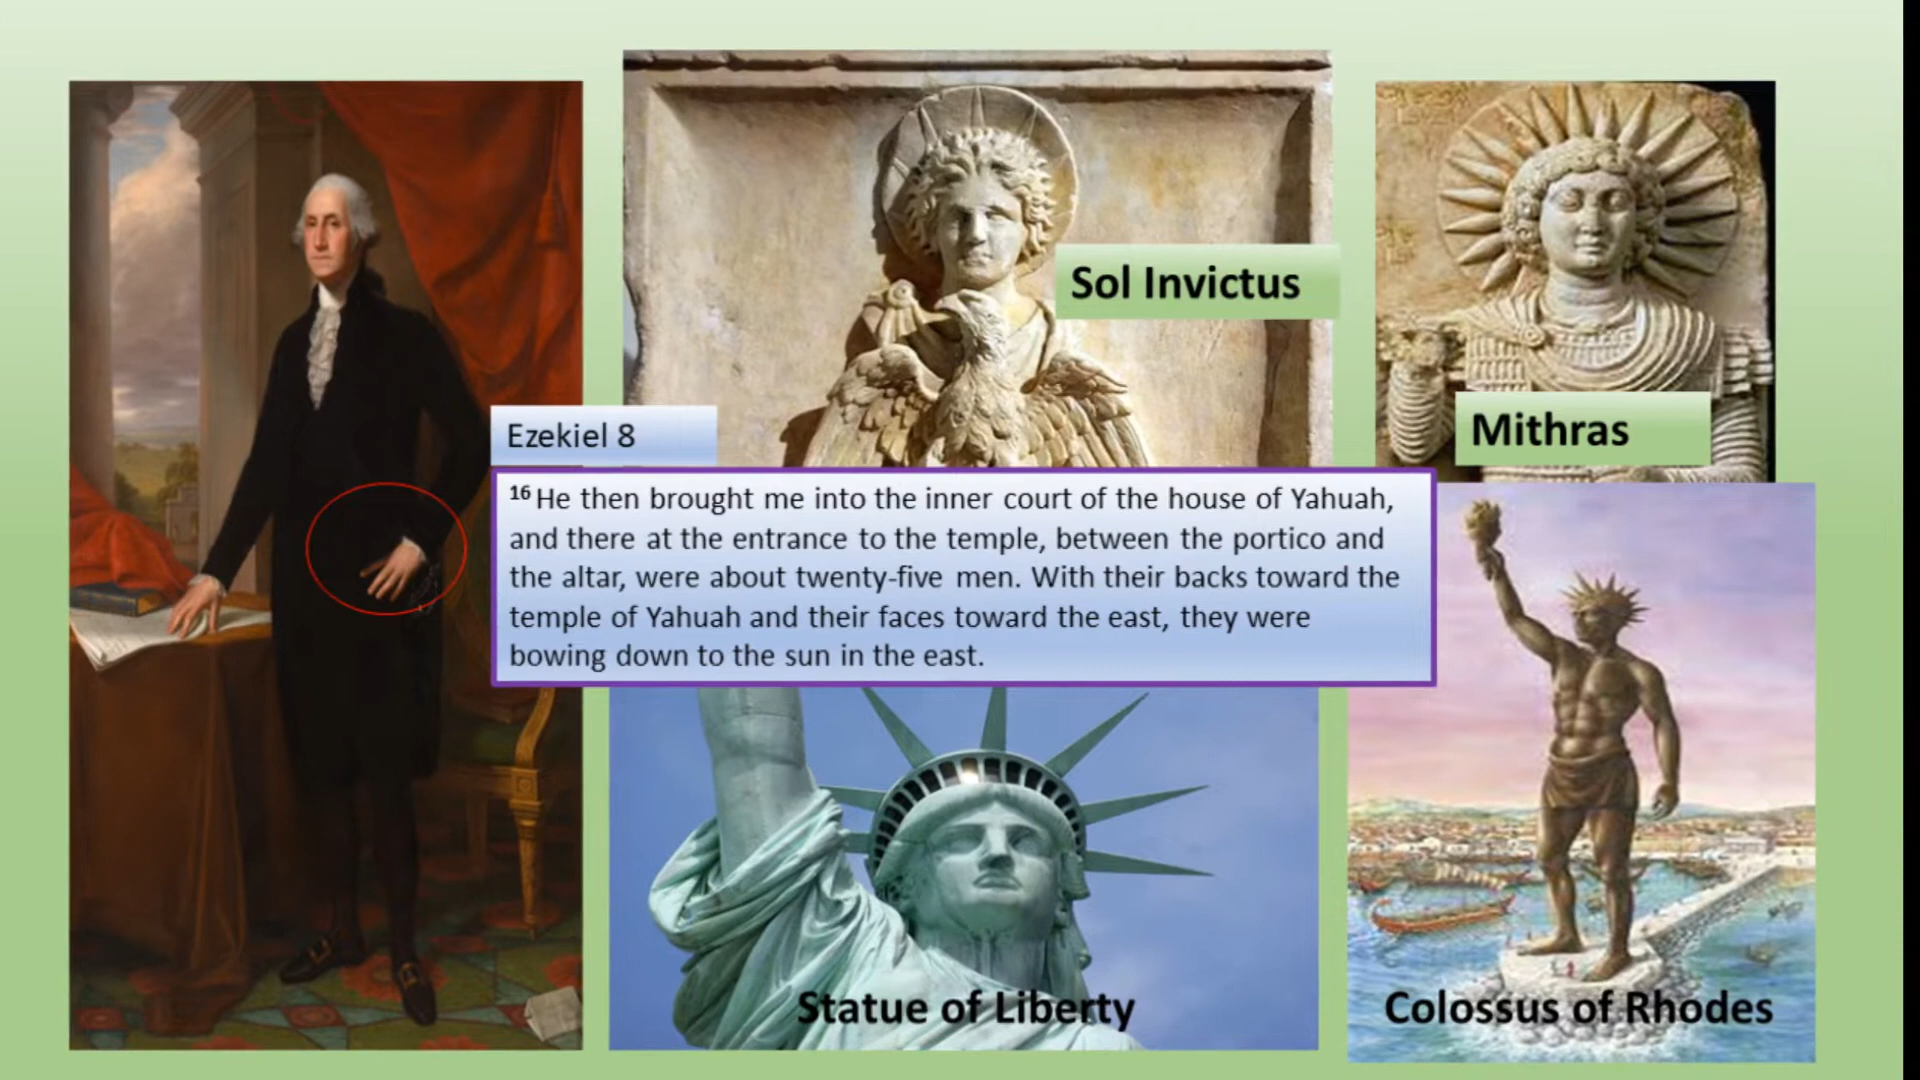 Sol Invictus
Mithras
Ezekiel 8
16 He then brought me into the inner court of the house of Yahuah,
and there at the entrance to the temple, between the portico and
the altar, were about twenty-five men. With their backs toward the
temple of Yahuah and their faces toward the east, they were
bowing down to the sun in the east.
Statue of Liberty
Colossus of Rhodes